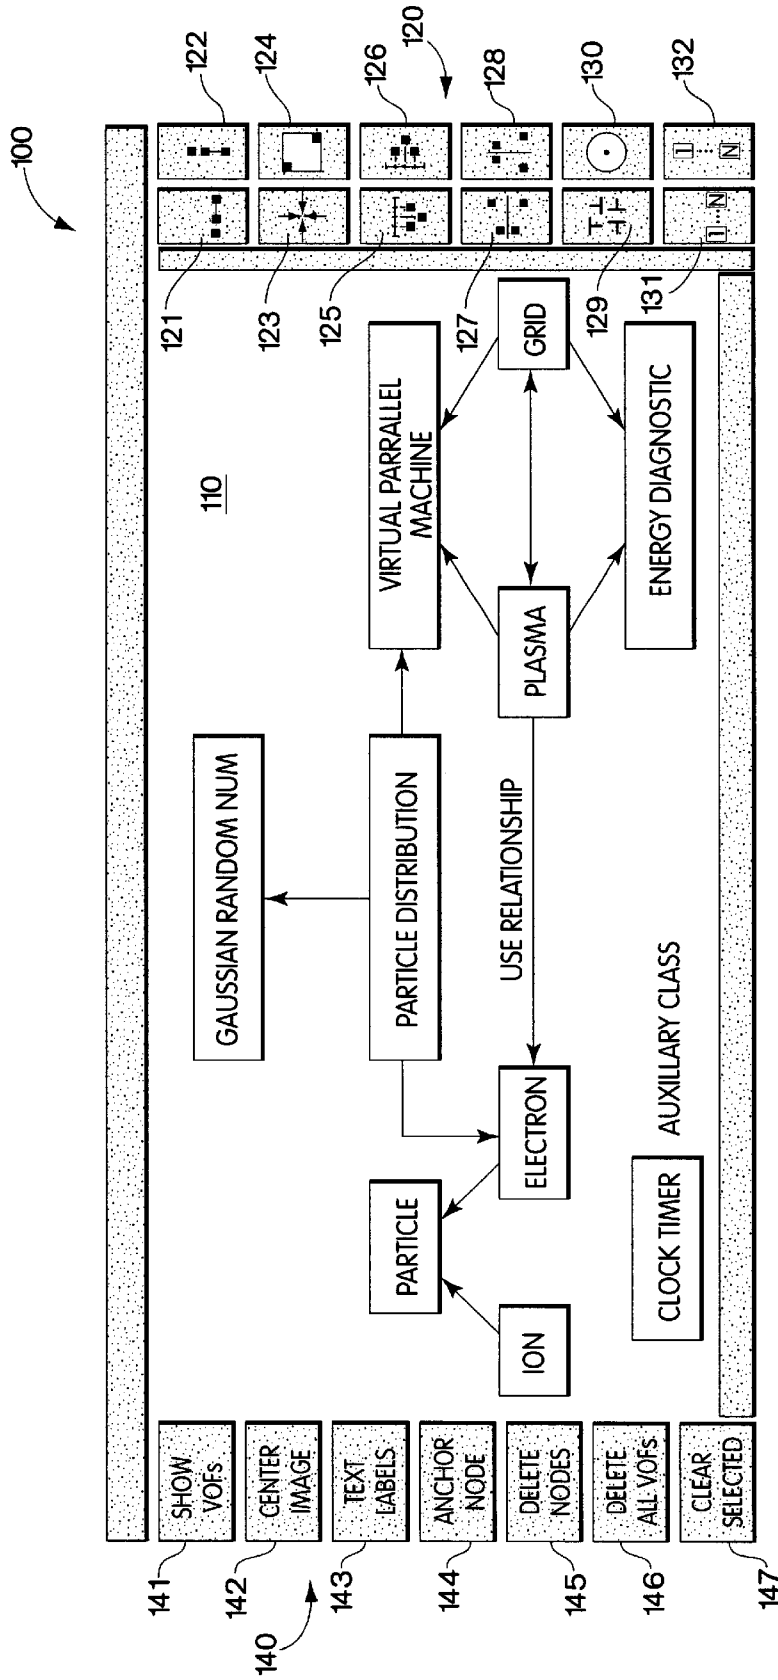 100
141
SHOW
VOFs
142
CENTER
IMAGE
143
TEXT
LABELS
144
ANCHOR
NODE
145
DELETE
NODES
146
DELETE
ALL VOFs
147
CLEAR
SELECTED
140
110
GAUSSIAN RANDOM NUM
PARTICLE
PARTICLE DISTRIBUTION
VIRTUAL PARRALLEL
MACHINE
USE RELATIONSHIP
ION
ELECTRON
PLASMA
GRID
CLOCK TIMER
AUXILLARY CLASS
ENERGY DIAGNOSTIC
121
122
123
124
125
126
120
127
128
129
130
131
1...N
132
1
N